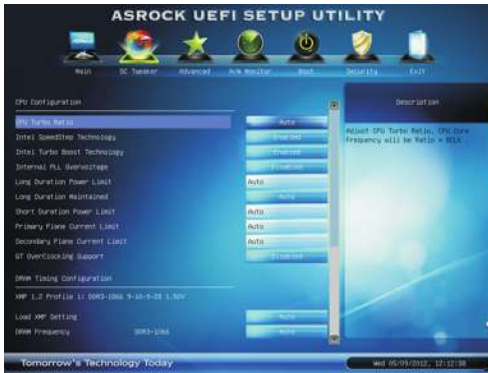 ASROCK UEFI SETUP UTILITY
Main OC Tweaker Advanced H/W Monitor Boot Security Exit
CPU Configuration
Description
CPU Turbo Ratio Auto
Adjust CPU Turbo Ratio, CPU Core
Frequency will be Ratio × BCLK.
Intel SpeedStep Technology Enabled
Intel Turbo Boost Technology Enabled
Internal PLL Overvoltage
Long Duration Power Limit Auto
Long Duration Maintained Auto
Short Duration Power Limit Auto
Primary Plane Current Limit Auto
Secondary Plane Current Limit Auto
GT OverClocking Support Disabled
DRAM Timing Configuration
XMP 1.2 Profile 1: DDR3-1866 9-10-9-28 1.50V
Load XMP Setting Auto
DRAM Frequency DDR3-1066 Auto
Tomorrow's Technology Today
Wed 05/09/2012, 12:12:38